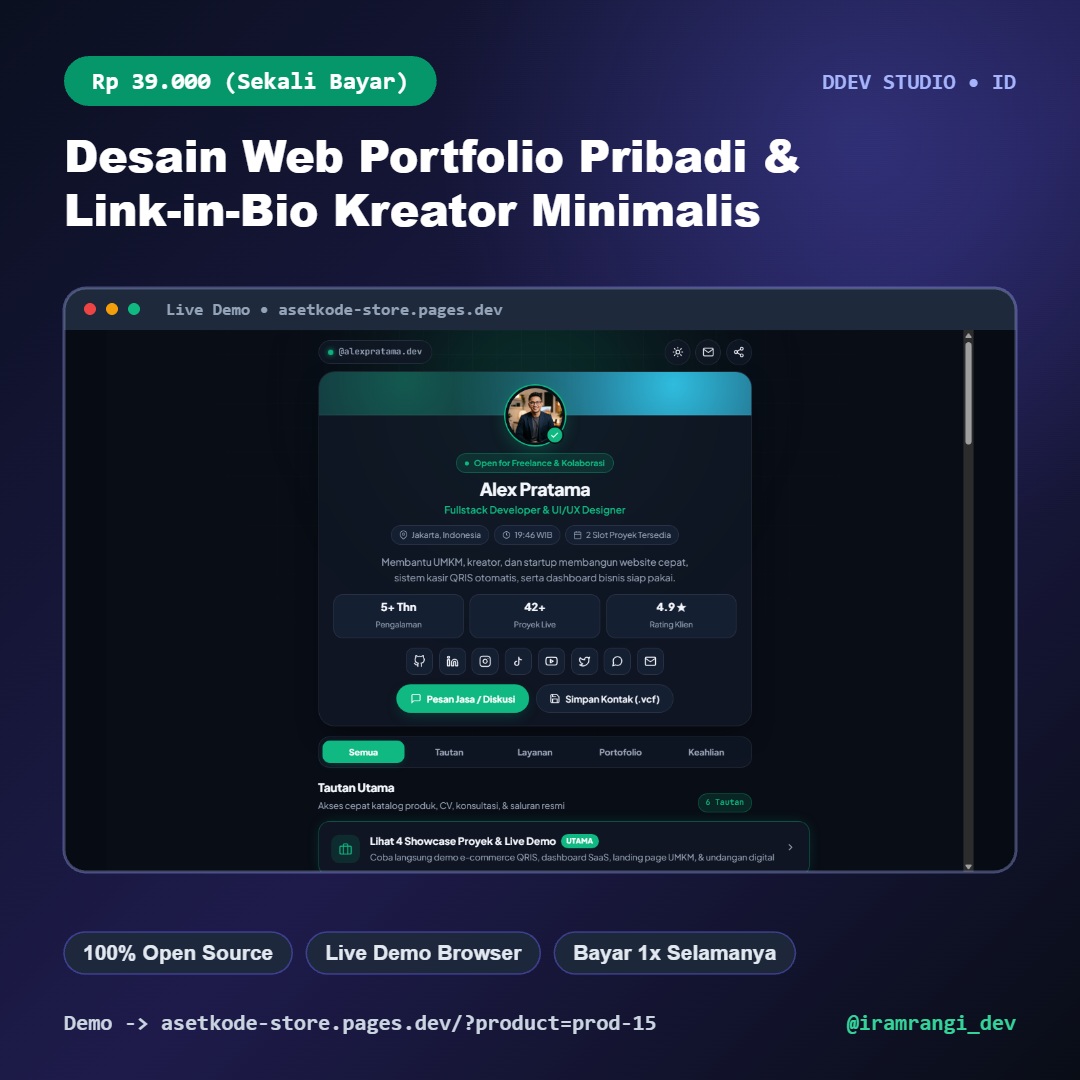 Rp 39.000 (Sekali Bayar)
DDEV STUDIO • ID
Desain Web Portfolio Pribadi &
Link-in-Bio Kreator Minimalis
Live Demo • asetkode-store.pages.dev
@alexpratama.dev
Open for Freelance & Kolaborasi
Alex Pratama
Fullstack Developer & UI/UX Designer
Jakarta, Indonesia
19:46 WIB
2 Slot Proyek Tersedia
Membantu UMKM, kreator, dan startup membangun website cepat,
sistem kasir QRIS otomatis, serta dashboard bisnis siap pakai.
5+ Thn
42+
4.9 ★
Pengalaman
Proyek Live
Rating Klien
Pesan Jasa / Diskusi
Simpan Kontak (.vcf)
Semua
Tautan
Layanan
Portofolio
Keahlian
Tautan Utama
Akses cepat katalog produk, CV, konsultasi, & saluran resmi
6 Tautan
Lihat 4 Showcase Proyek & Live Demo
UTAMA
Coba langsung demo e-commerce QRIS, dashboard SaaS, landing page UMKM, & undangan digital
100% Open Source
Live Demo Browser
Bayar 1x Selamanya
Demo -> asetkode-store.pages.dev/?product=prod-15
@iramrangi_dev